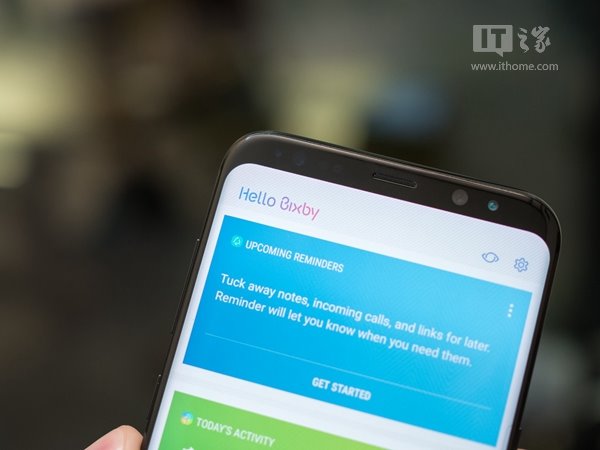 IT之家
www.ithome.com
Hello Bixby
UPCOMING REMINDERS
Tuck away notes, incoming calls, and links for later.
Reminder will let you know when you need them.
GET STARTED
TODAY'S ACTIVITY